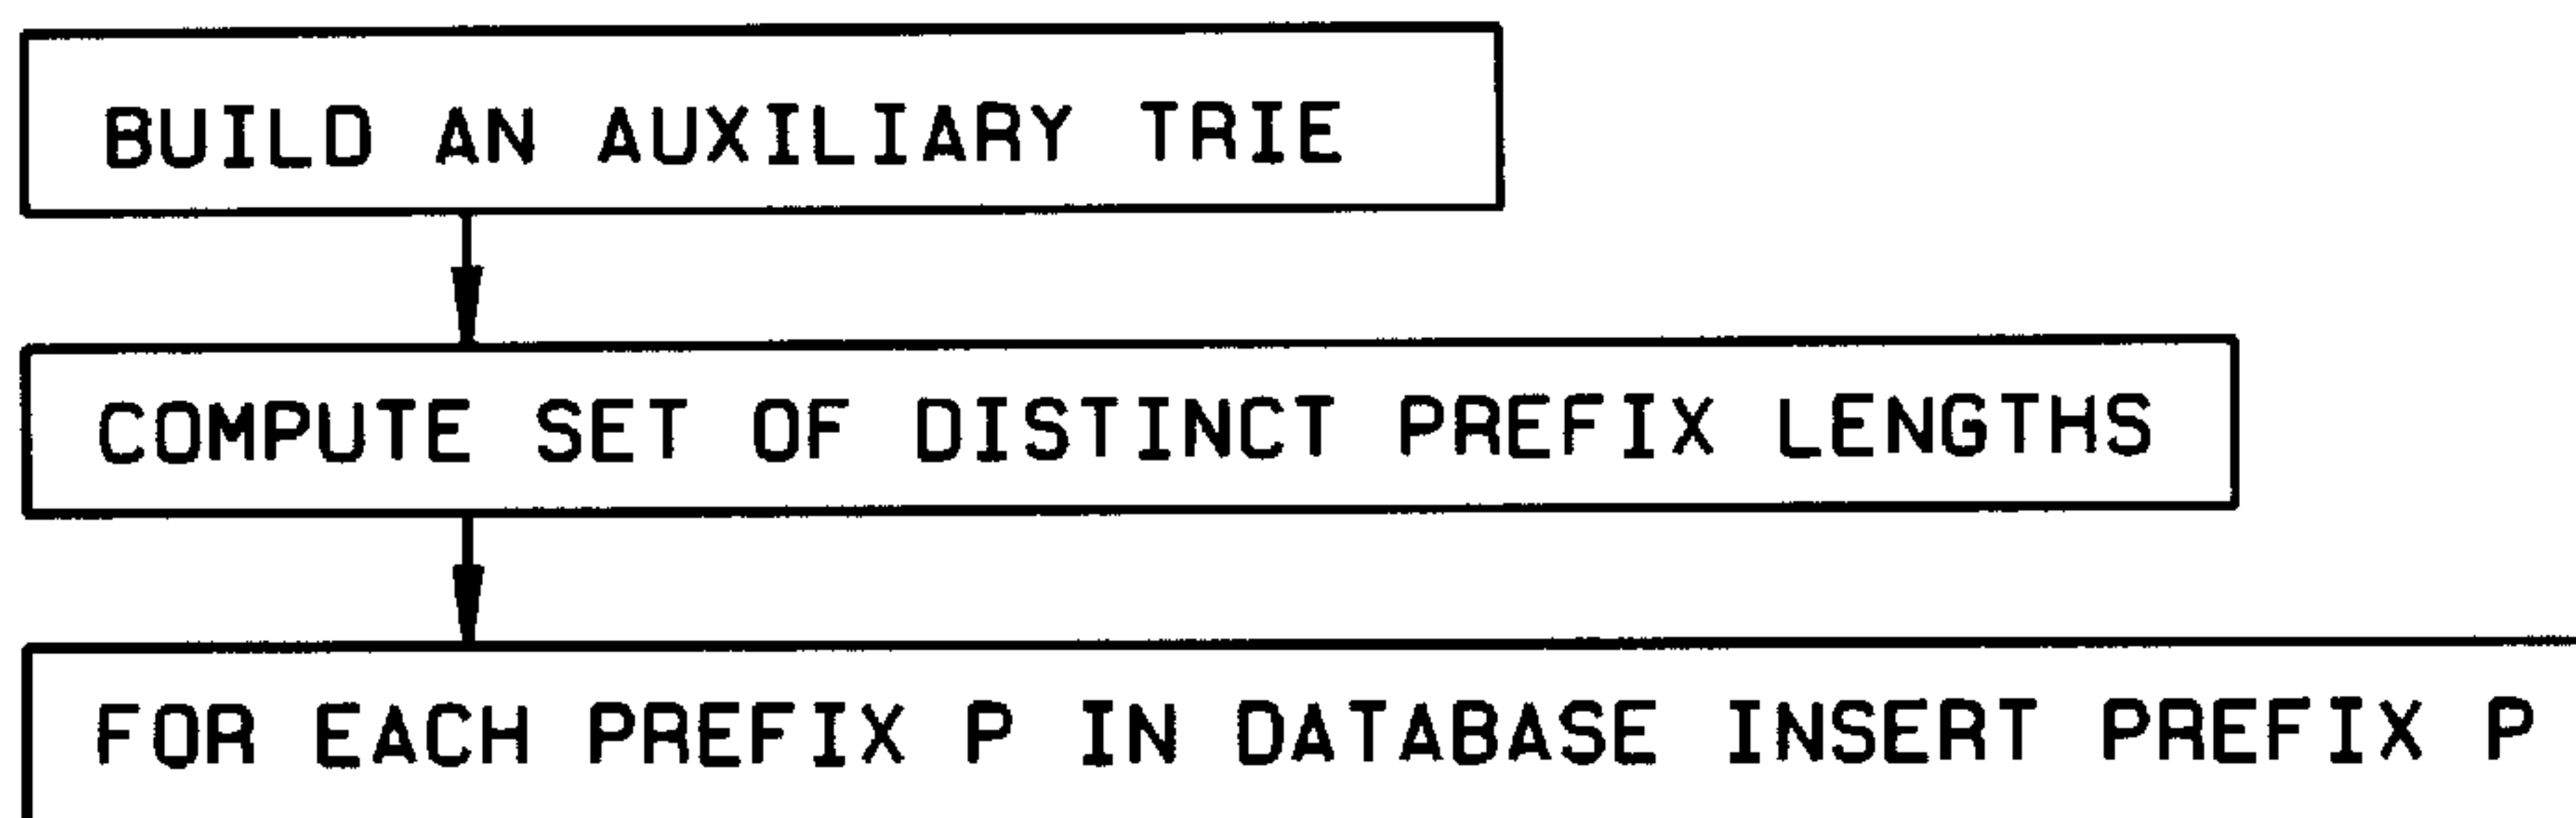 BUILD AN AUXILIARY TRIE
COMPUTE SET OF DISTINCT PREFIX LENGTHS
FOR EACH PREFIX P IN DATABASE INSERT PREFIX P